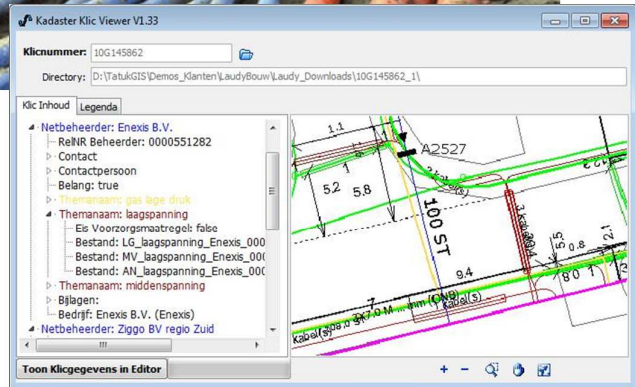 Kadaster Klic Viewer V1.33
Klicnummer: 10G145862
Directory: D:\TatukGIS\Demos_Klanten\LaudyBouw\Laudy_Downloads\10G145862_1\
Klic Inhoud Legenda
Netbeheerder: Enexis B.V.
RelNR Beheerder: 0000551282
Contact
Contactpersoon
Belang: true
Themanaam: gas lage druk
Themanaam: laagspanning
Eis Voorzorgsmaatregel: false
Bestand: LG_laagspanning_Enexis_000
Bestand: MV_laagspanning_Enexis_000
Bestand: AN_laagspanning_Enexis_000
Themanaam: middenspanning
Bijlagen:
Bedrijf: Enexis B.V. (Enexis)
Netbeheerder: Ziggo BV regio Zuid
1.1
A2527
5.2
5.8
100 ST
5.5
0.8
2.1
9.4
8.0
kabel(s)
Toon Klicgegevens in Editor